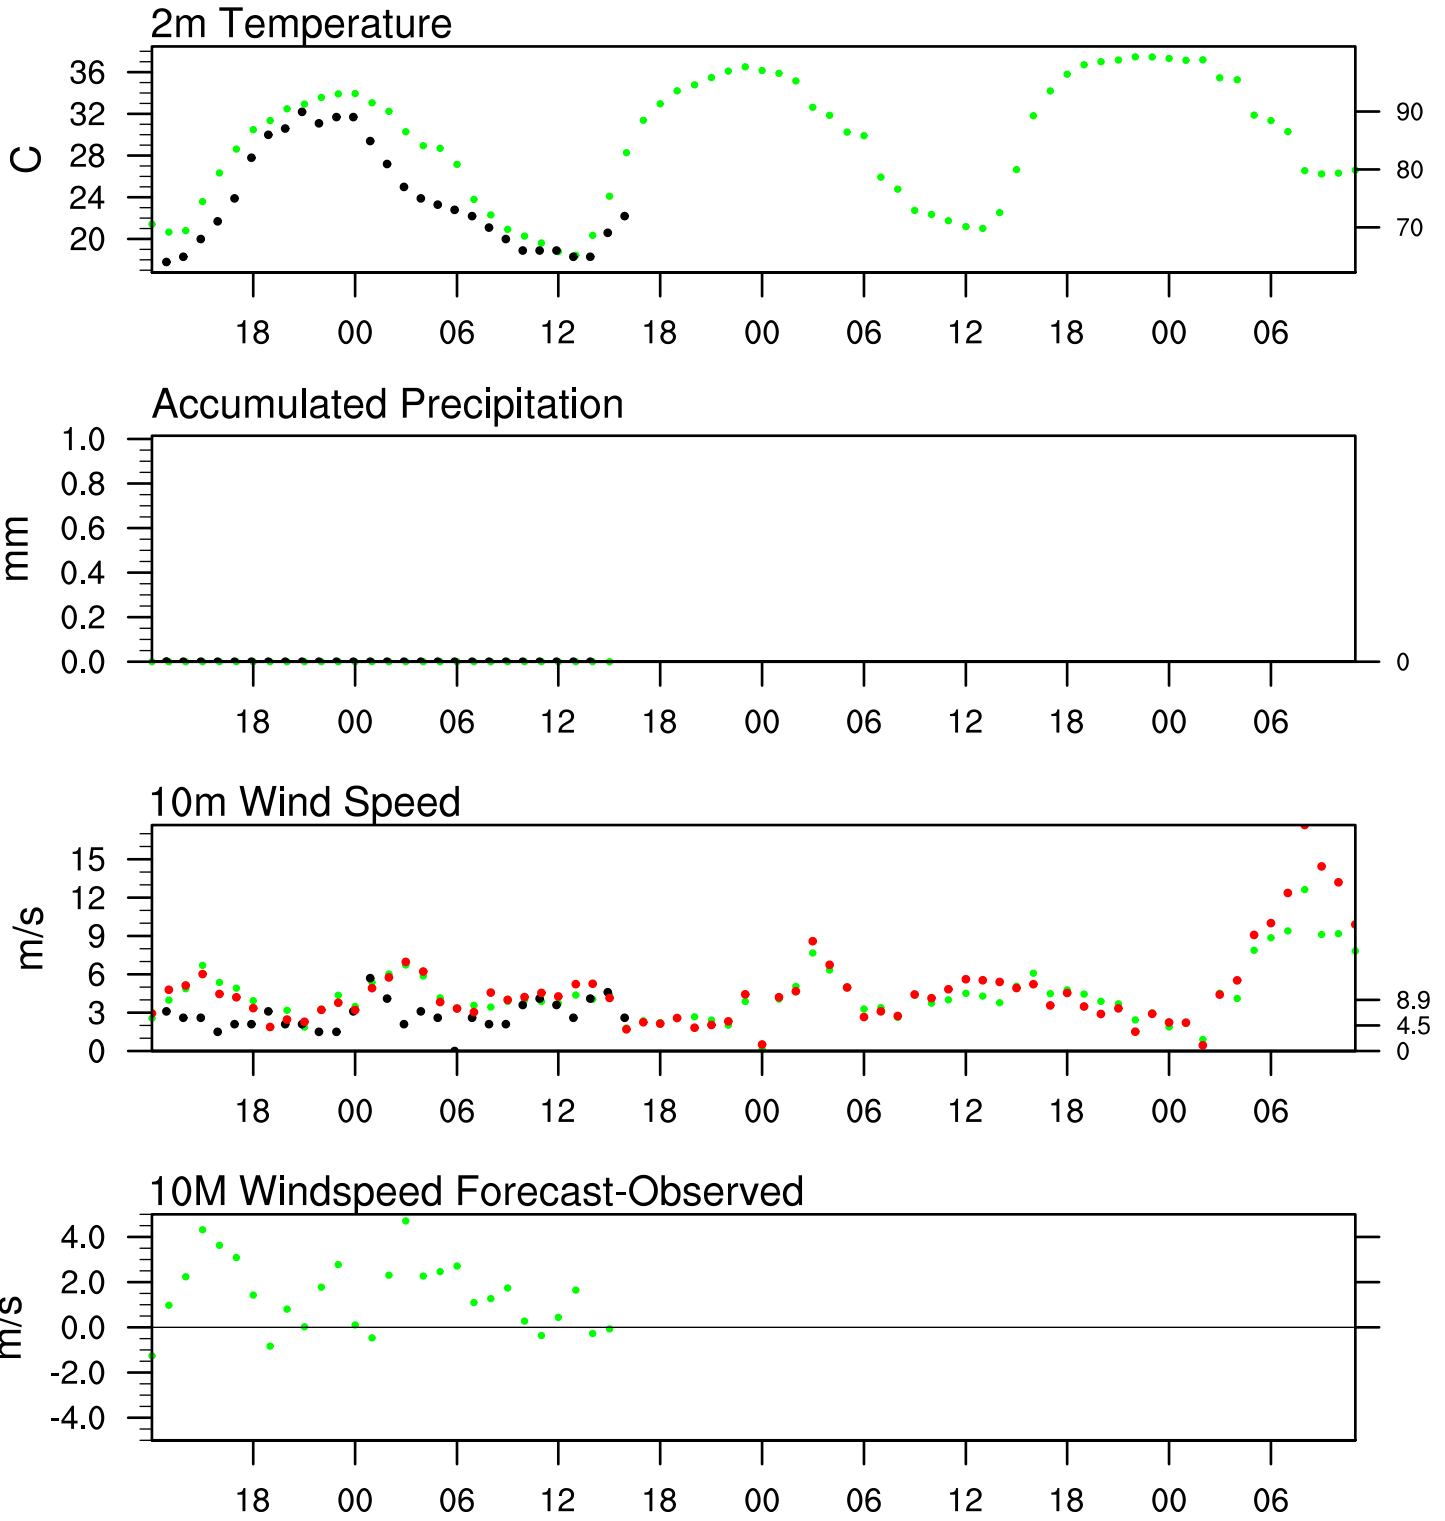 2m Temperature
36
32
28
24
20
C
90
80
70
18 00 06 12 18 00 06 12 18 00 06
Accumulated Precipitation
1.0
0.8
0.6
0.4
0.2
0.0
mm
0
18 00 06 12 18 00 06 12 18 00 06
10m Wind Speed
15
12
9
6
3
0
m/s
8.9
4.5
0
18 00 06 12 18 00 06 12 18 00 06
10M Windspeed Forecast-Observed
4.0
2.0
0.0
-2.0
-4.0
m/s
18 00 06 12 18 00 06 12 18 00 06